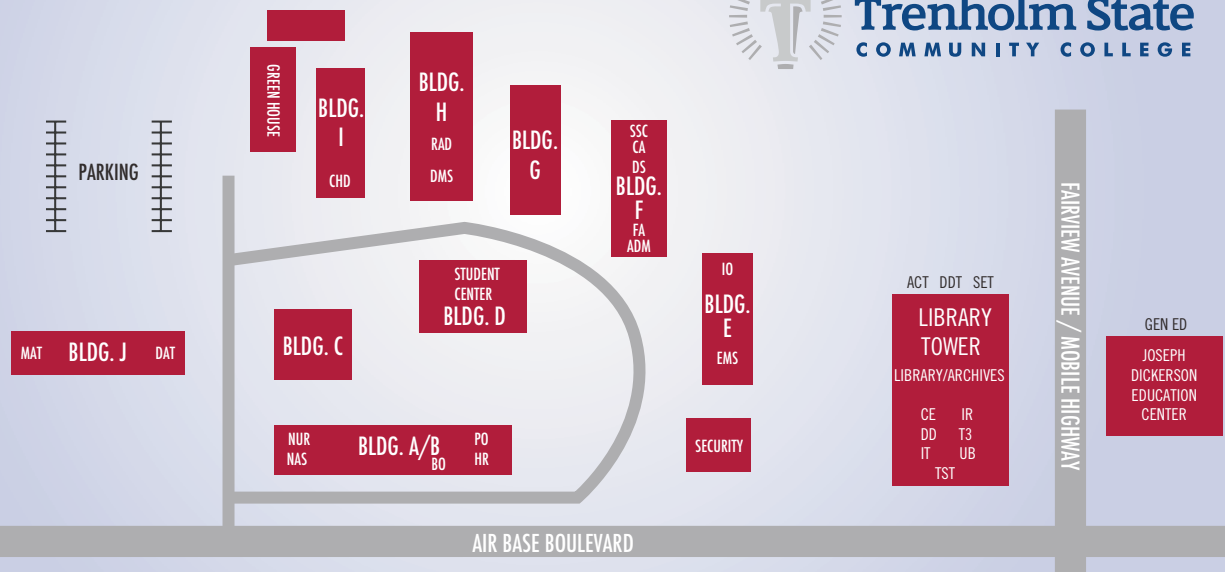 Trenholm State
COMMUNITY COLLEGE
GREEN HOUSE
BLDG.
I
CHD
BLDG.
H
RAD
DMS
BLDG.
G
SSC
CA
DS
BLDG.
F
FA
ADM
PARKING
STUDENT
CENTER
BLDG. D
IO
BLDG.
E
EMS
BLDG. C
MAT BLDG. J DAT
NUR
NAS
BLDG. A/B
BO
PO
HR
SECURITY
ACT DDT SET
LIBRARY
TOWER
LIBRARY/ARCHIVES
CE IR
DD T3
IT UB
TST
FAIRVIEW AVENUE / MOBILE HIGHWAY
GEN ED
JOSEPH
DICKERSON
EDUCATION
CENTER
AIR BASE BOULEVARD